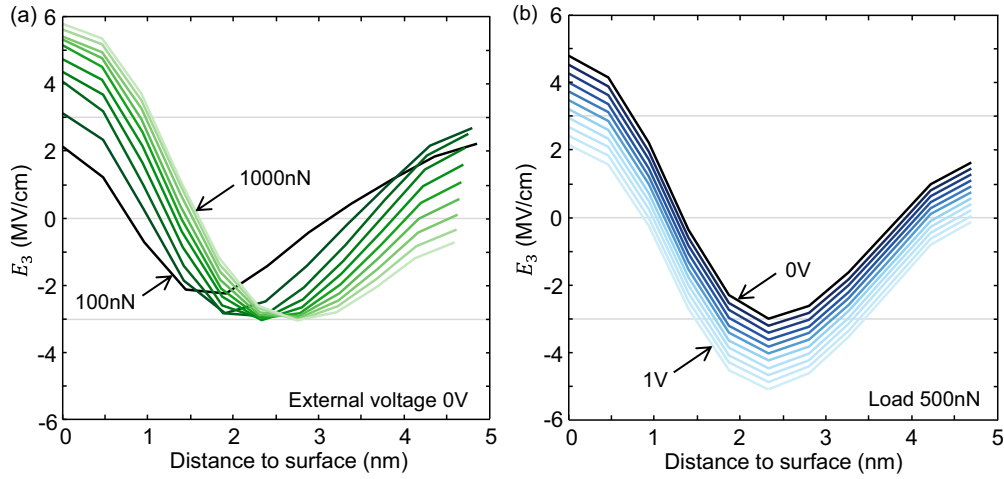 (a)
6
4
2
0
-2
-4
-6
E3 (MV/cm)
1000nN
100nN
External voltage 0V
0 1 2 3 4 5
Distance to surface (nm)
(b)
6
4
2
0
-2
-4
-6
E3 (MV/cm)
0V
1V
Load 500nN
0 1 2 3 4 5
Distance to surface (nm)